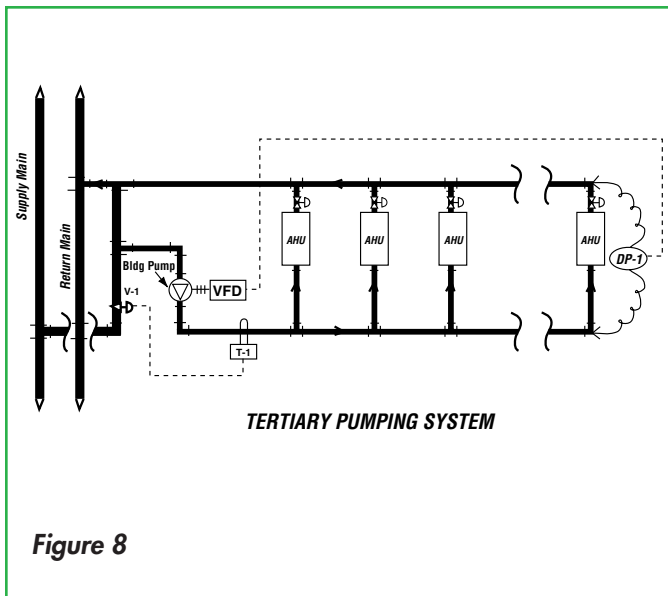 Supply Main
Return Main
Bldg Pump
V-1
VFD
T-1
AHU
AHU
AHU
AHU
DP-1
TERTIARY PUMPING SYSTEM
Figure 8